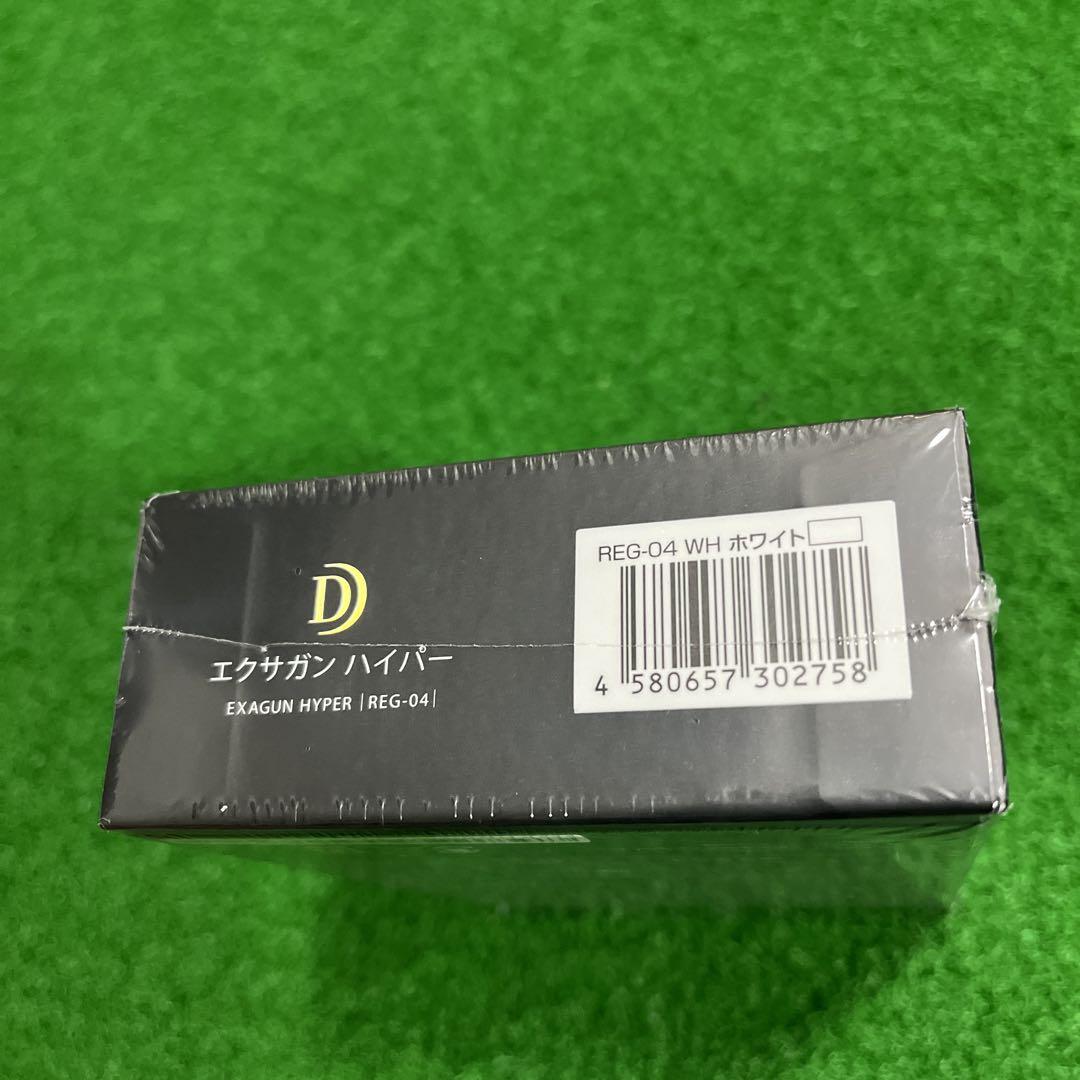 D
エクサガン ハイパー
EXAGUN HYPER |REG-04|
REG-04 WH ホワイト
4 580657 302758